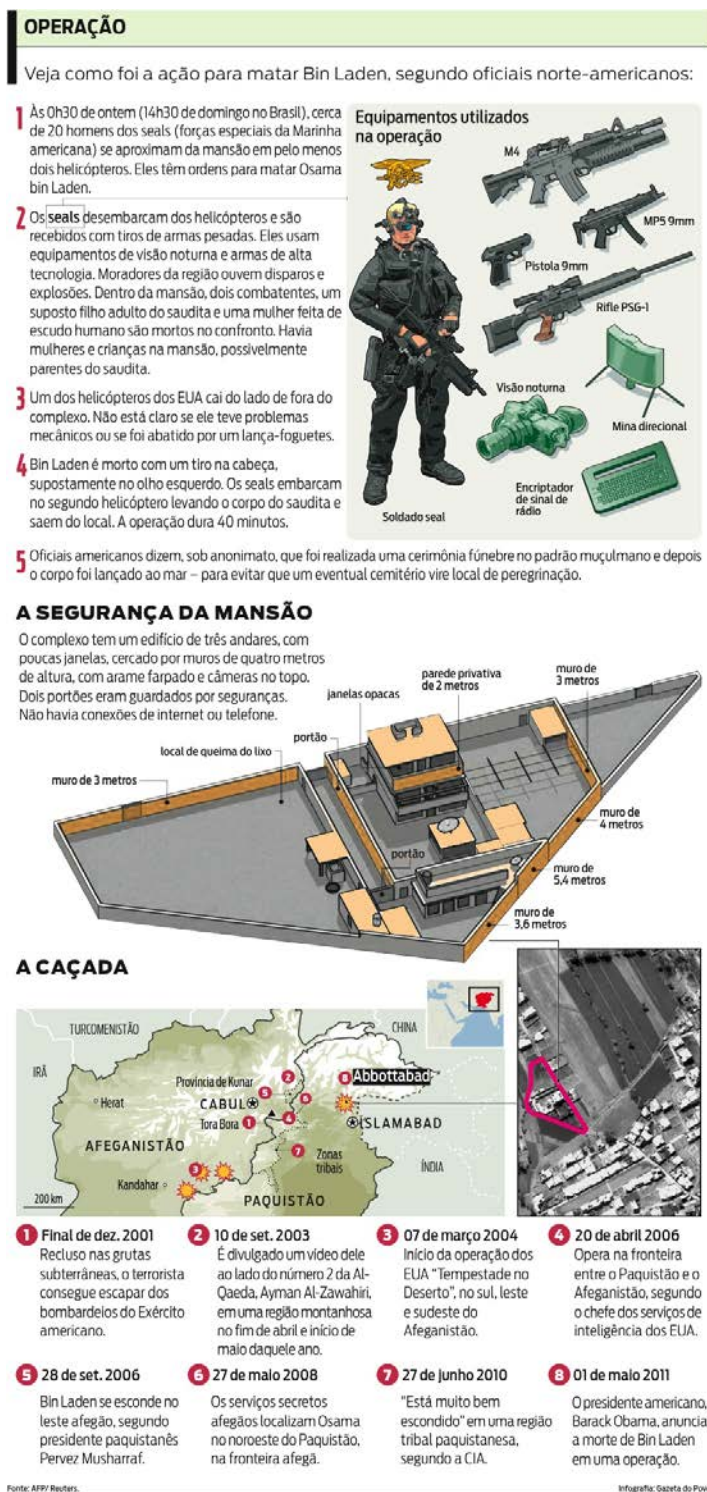 OPERAÇÃO
Veja como foi a ação para matar Bin Laden, segundo oficiais norte-americanos:
1 Às 0h30 de ontem (14h30 de domingo no Brasil), cerca
de 20 homens dos seals (forças especiais da Marinha
americana) se aproximam da mansão em pelo menos
dois helicópteros. Eles têm ordens para matar Osama
bin Laden.
2 Os seals desembarcam dos helicópteros e são
recebidos com tiros de armas pesadas. Eles usam
equipamentos de visão noturna e armas de alta
tecnologia. Moradores da região ouvem disparos e
explosões. Dentro da mansão, dois combatentes, um
suposto filho adulto do saudita e uma mulher feita de
escudo humano são mortos no confronto. Havia
mulheres e crianças na mansão, possivelmente
parentes do saudita.
3 Um dos helicópteros dos EUA cai do lado de fora do
complexo. Não está claro se ele teve problemas
mecânicos ou se foi abatido por um lança-foguetes.
4 Bin Laden é morto com um tiro na cabeça,
supostamente no olho esquerdo. Os seals embarcam
no segundo helicóptero levando o corpo do saudita e
saem do local. A operação dura 40 minutos.
Equipamentos utilizados
na operação
M4
MP5 9mm
Pistola 9mm
Rifle PSG-1
Visão noturna
Mina direcional
Encriptador
de sinal de
rádio
Soldado seal
5 Oficiais americanos dizem, sob anonimato, que foi realizada uma cerimônia fúnebre no padrão muçulmano e depois
o corpo foi lançado ao mar – para evitar que um eventual cemitério vire local de peregrinação.
A SEGURANÇA DA MANSÃO
O complexo tem um edifício de três andares, com
poucas janelas, cercado por muros de quatro metros
de altura, com arame farpado e câmeras no topo.
Dois portões eram guardados por seguranças.
Não havia conexões de internet ou telefone.
parede privativa
de 2 metros
muro de
3 metros
janelas opacas
portão
local de queima do lixo
muro de 3 metros
muro de
4 metros
portão
muro de
5,4 metros
muro de
3,6 metros
A CAÇADA
TURCOMENISTÃO
CHINA
IRÃ
Província de Kunar
2
8 Abbottabad
Herat
5
6
CABUL
Tora Bora 1
4
ISLAMABAD
AFEGANISTÃO
7 Zonas
tribais
3
ÍNDIA
Kandahar
200 km
PAQUISTÃO
1 Final de dez. 2001
Recluso nas grutas
subterrâneas, o terrorista
consegue escapar dos
bombardeios do Exército
americano.
2 10 de set. 2003
É divulgado um vídeo dele
ao lado do número 2 da Al-
Qaeda, Ayman Al-Zawahiri,
em uma região montanhosa
no fim de abril e início de
maio daquele ano.
3 07 de março 2004
Início da operação dos
EUA "Tempestade no
Deserto", no sul, leste
e sudeste do
Afeganistão.
4 20 de abril 2006
Opera na fronteira
entre o Paquistão e o
Afeganistão, segundo
o chefe dos serviços de
inteligência dos EUA.
5 28 de set. 2006
Bin Laden se esconde no
leste afegão, segundo
presidente paquistanês
Pervez Musharraf.
6 27 de maio 2008
Os serviços secretos
afegãos localizam Osama
no noroeste do Paquistão,
na fronteira afegã.
7 27 de junho 2010
"Está muito bem
escondido" em uma região
tribal paquistanesa,
segundo a CIA.
8 01 de maio 2011
O presidente americano,
Barack Obama, anuncia
a morte de Bin Laden
em uma operação.
Fonte: AFP/ Reuters.
Infografia: Gazeta do Pov